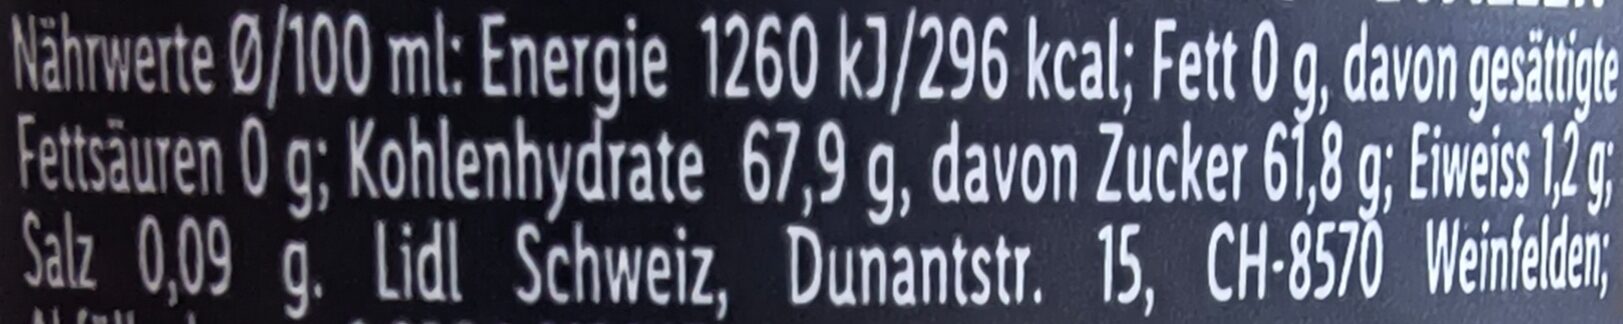 Nährwerte Ø/100 ml: Energie 1260 kJ/296 kcal; Fett 0 g, davon gesättigte
Fettsäuren 0 g; Kohlenhydrate 67,9 g, davon Zucker 61,8 g; Eiweiss 1,2 g;
Salz 0,09 g. Lidl Schweiz, Dunantstr. 15, CH-8570 Weinfelden;